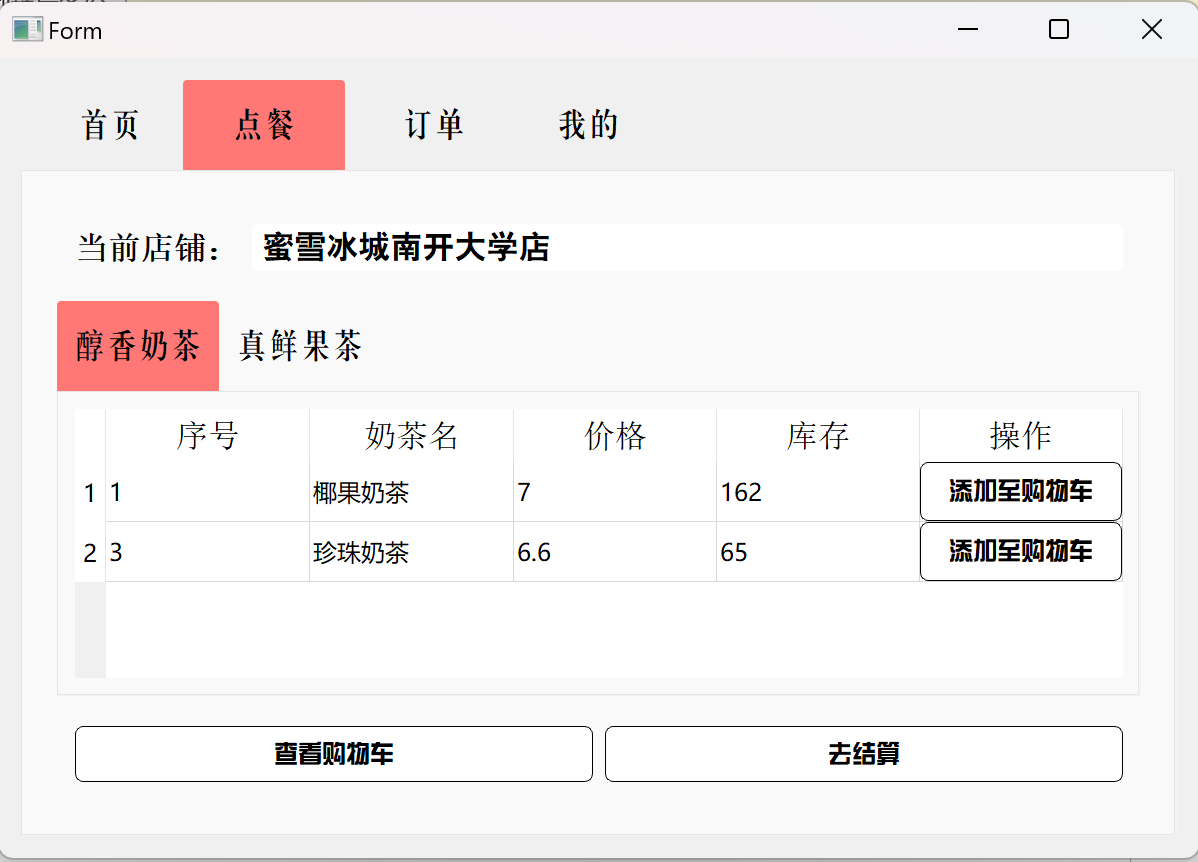 Form
首页 点餐 订单 我的
当前店铺： 蜜雪冰城南开大学店
醇香奶茶 真鲜果茶
序号 奶茶名 价格 库存 操作
1 1 椰果奶茶 7 162 添加至购物车
2 3 珍珠奶茶 6.6 65 添加至购物车
查看购物车 去结算